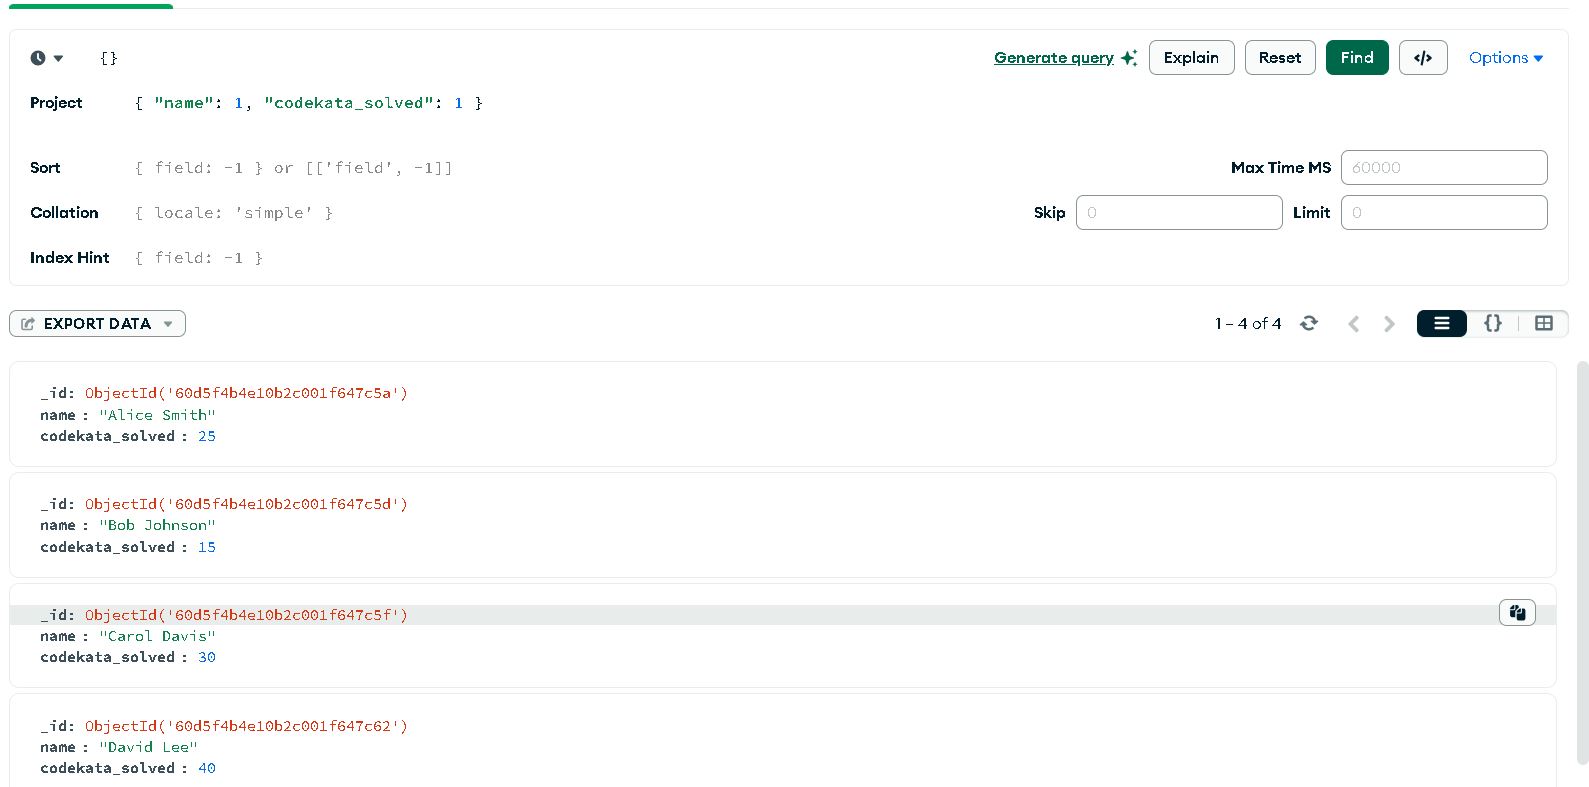 {}
Generate query
Explain
Reset
Find
</>
Options
Project { "name": 1, "codekata_solved": 1 }
Sort { field: -1 } or [['field', -1]]
Max Time MS 60000
Collation { locale: 'simple' }
Skip 0
Limit 0
Index Hint { field: -1 }
EXPORT DATA
1 – 4 of 4
{}
_id: ObjectId('60d5f4b4e10b2c001f647c5a')
name : "Alice Smith"
codekata_solved : 25
_id: ObjectId('60d5f4b4e10b2c001f647c5d')
name : "Bob Johnson"
codekata_solved : 15
_id: ObjectId('60d5f4b4e10b2c001f647c5f')
name : "Carol Davis"
codekata_solved : 30
_id: ObjectId('60d5f4b4e10b2c001f647c62')
name : "David Lee"
codekata_solved : 40